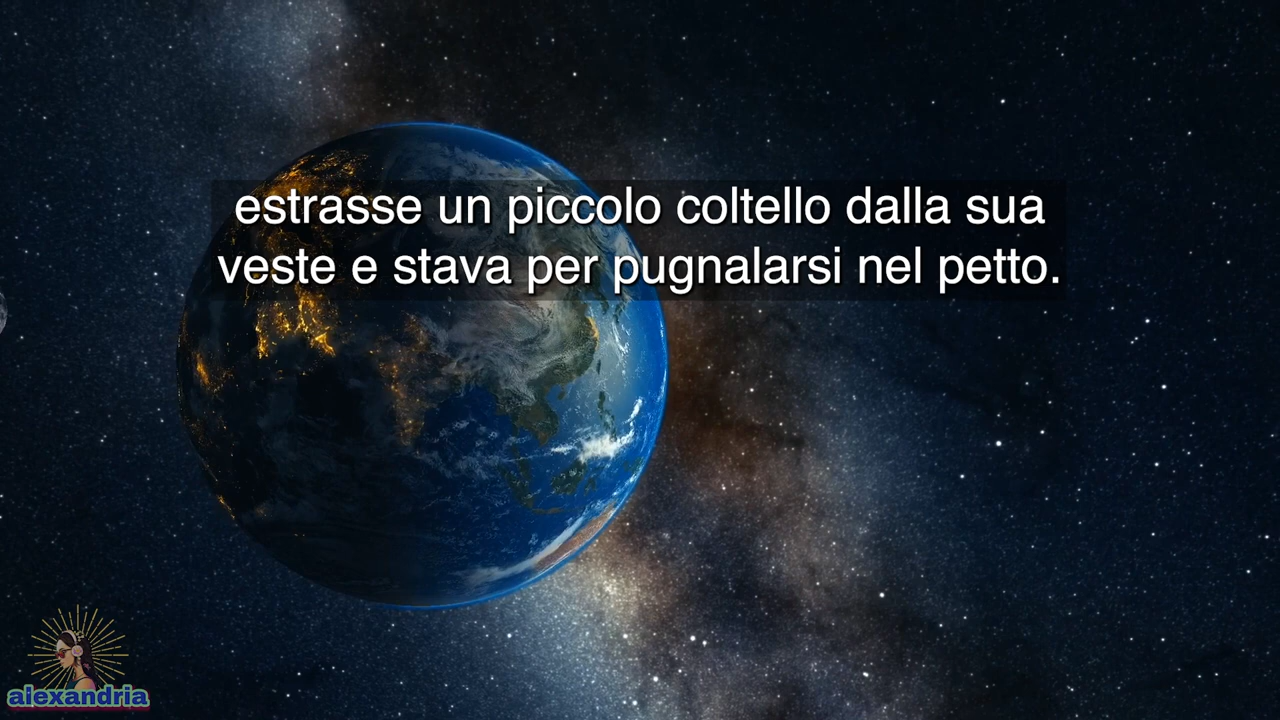 estrasse un piccolo coltello dalla sua
veste e stava per pugnalarsi nel petto.
alexandria